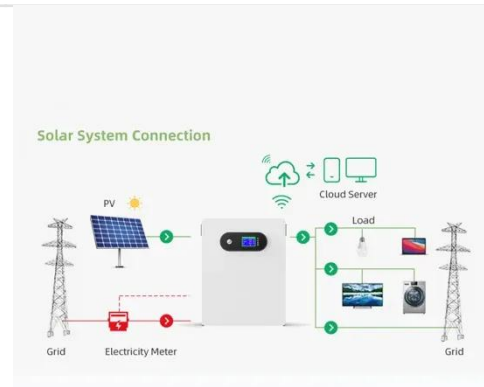 Solar System Connection
Cloud Server
PV
Load
Grid
Electricity Meter
Grid